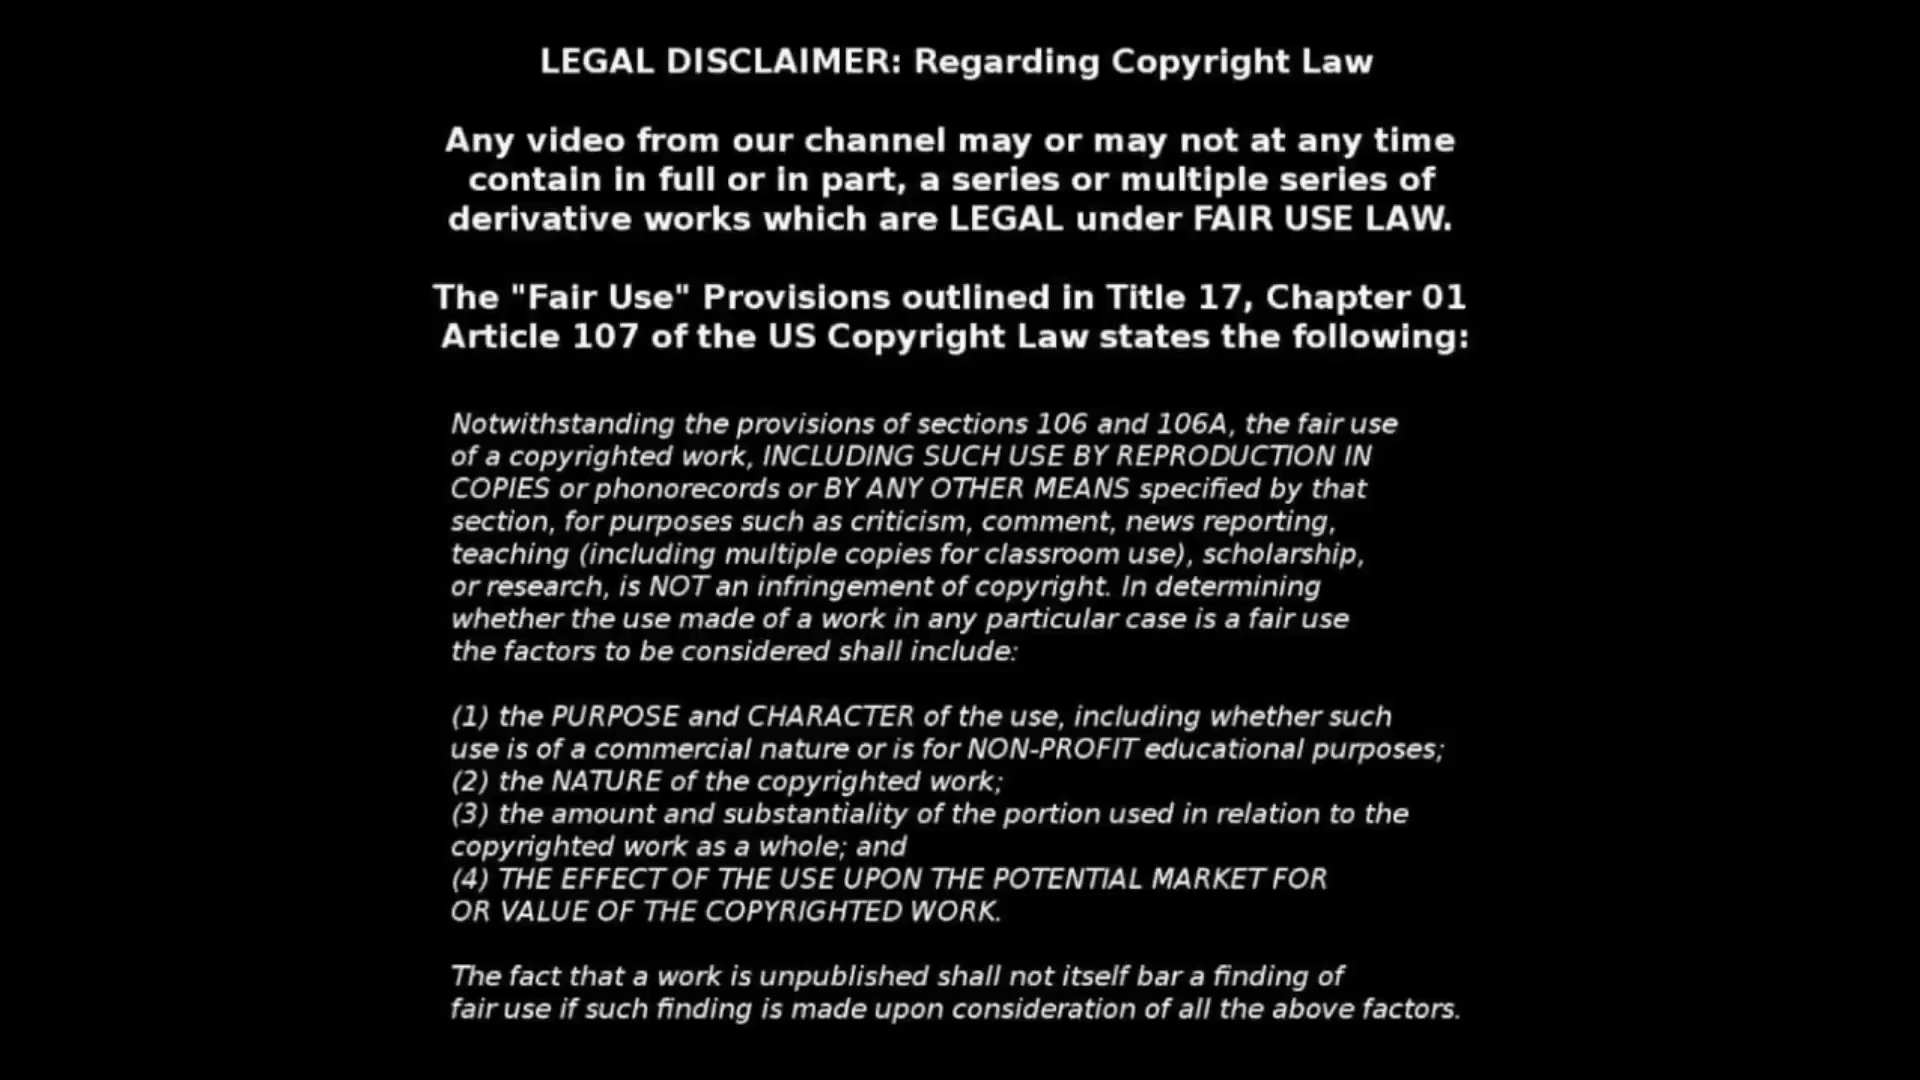 LEGAL DISCLAIMER: Regarding Copyright Law
Any video from our channel may or may not at any time
contain in full or in part, a series or multiple series of
derivative works which are LEGAL under FAIR USE LAW.
The "Fair Use" Provisions outlined in Title 17, Chapter 01
Article 107 of the US Copyright Law states the following:
Notwithstanding the provisions of sections 106 and 106A, the fair use
of a copyrighted work, INCLUDING SUCH USE BY REPRODUCTION IN
COPIES or phonorecords or BY ANY OTHER MEANS specified by that
section, for purposes such as criticism, comment, news reporting,
teaching (including multiple copies for classroom use), scholarship,
or research, is NOT an infringement of copyright. In determining
whether the use made of a work in any particular case is a fair use
the factors to be considered shall include:
(1) the PURPOSE and CHARACTER of the use, including whether such
use is of a commercial nature or is for NON-PROFIT educational purposes;
(2) the NATURE of the copyrighted work;
(3) the amount and substantiality of the portion used in relation to the
copyrighted work as a whole; and
(4) THE EFFECT OF THE USE UPON THE POTENTIAL MARKET FOR
OR VALUE OF THE COPYRIGHTED WORK.
The fact that a work is unpublished shall not itself bar a finding of
fair use if such finding is made upon consideration of all the above factors.